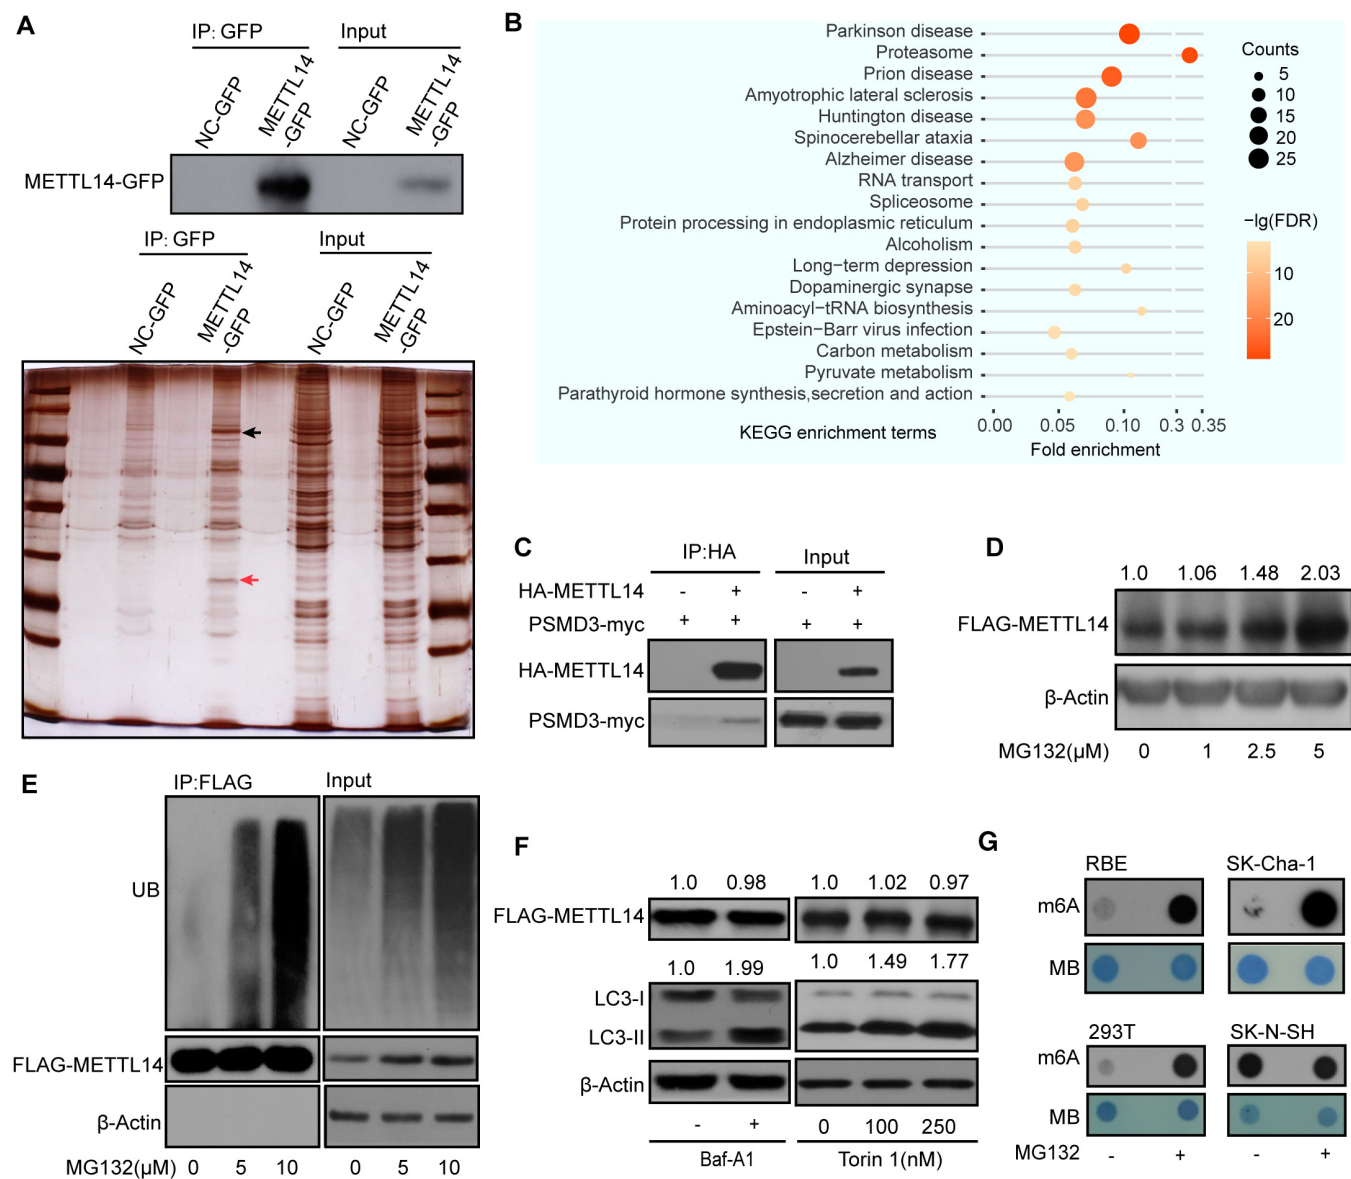 A
IP: GFP
Input
NC-GFP
METTL14
-GFP
NC-GFP
METTL14
-GFP
METTL14-GFP
IP: GFP
Input
NC-GFP
METTL14
-GFP
NC-GFP
METTL14
-GFP
B
Parkinson disease
Proteasome
Prion disease
Amyotrophic lateral sclerosis
Huntington disease
Spinocerebellar ataxia
Alzheimer disease
RNA transport
Spliceosome
Protein processing in endoplasmic reticulum
Alcoholism
Long−term depression
Dopaminergic synapse
Aminoacyl−tRNA biosynthesis
Epstein−Barr virus infection
Carbon metabolism
Pyruvate metabolism
Parathyroid hormone synthesis,secretion and action
0.00 0.05 0.10 0.3 0.35
KEGG enrichment terms
Fold enrichment
Counts
5
10
15
20
25
−lg(FDR)
10
20
C
IP:HA
Input
HA-METTL14 - + - +
PSMD3-myc + + + +
HA-METTL14
PSMD3-myc
D
1.0 1.06 1.48 2.03
FLAG-METTL14
β-Actin
MG132(μM) 0 1 2.5 5
E
IP:FLAG
Input
UB
FLAG-METTL14
β-Actin
MG132(μM) 0 5 10 0 5 10
F
1.0 0.98 1.0 1.02 0.97
FLAG-METTL14
1.0 1.99 1.0 1.49 1.77
LC3-I
LC3-II
β-Actin
- + 0 100 250
Baf-A1 Torin 1(nM)
G
RBE SK-Cha-1
m6A
MB
293T SK-N-SH
m6A
MB
MG132 - + - +